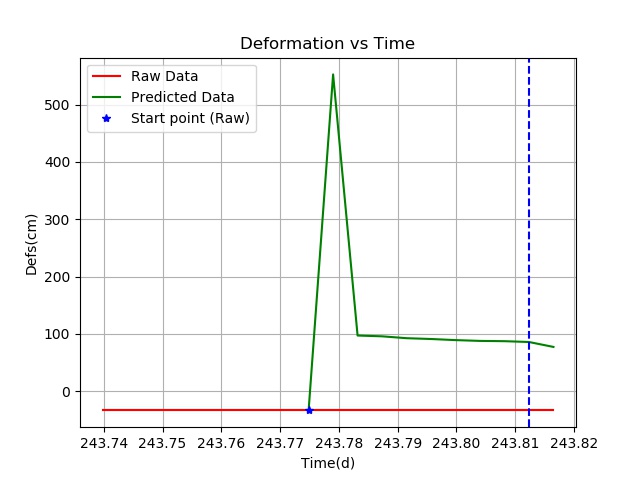 Deformation vs Time
Raw Data
Predicted Data
Start point (Raw)
500
400
300
200
100
0
Defs(cm)
243.74 243.75 243.76 243.77 243.78 243.79 243.80 243.81 243.82
Time(d)